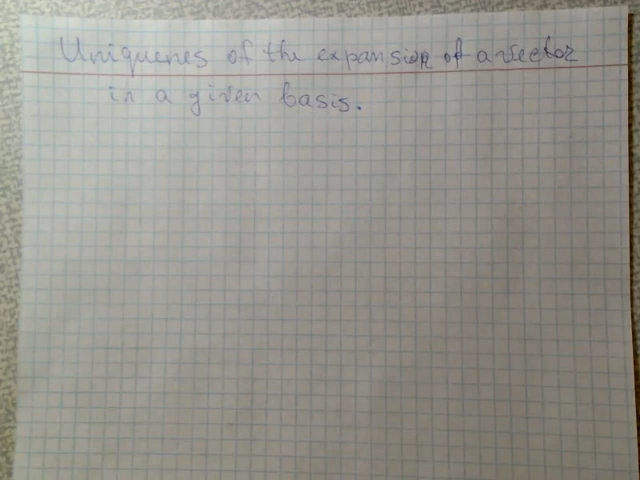 Uniquenes of the expansion of a vector
in a given basis.